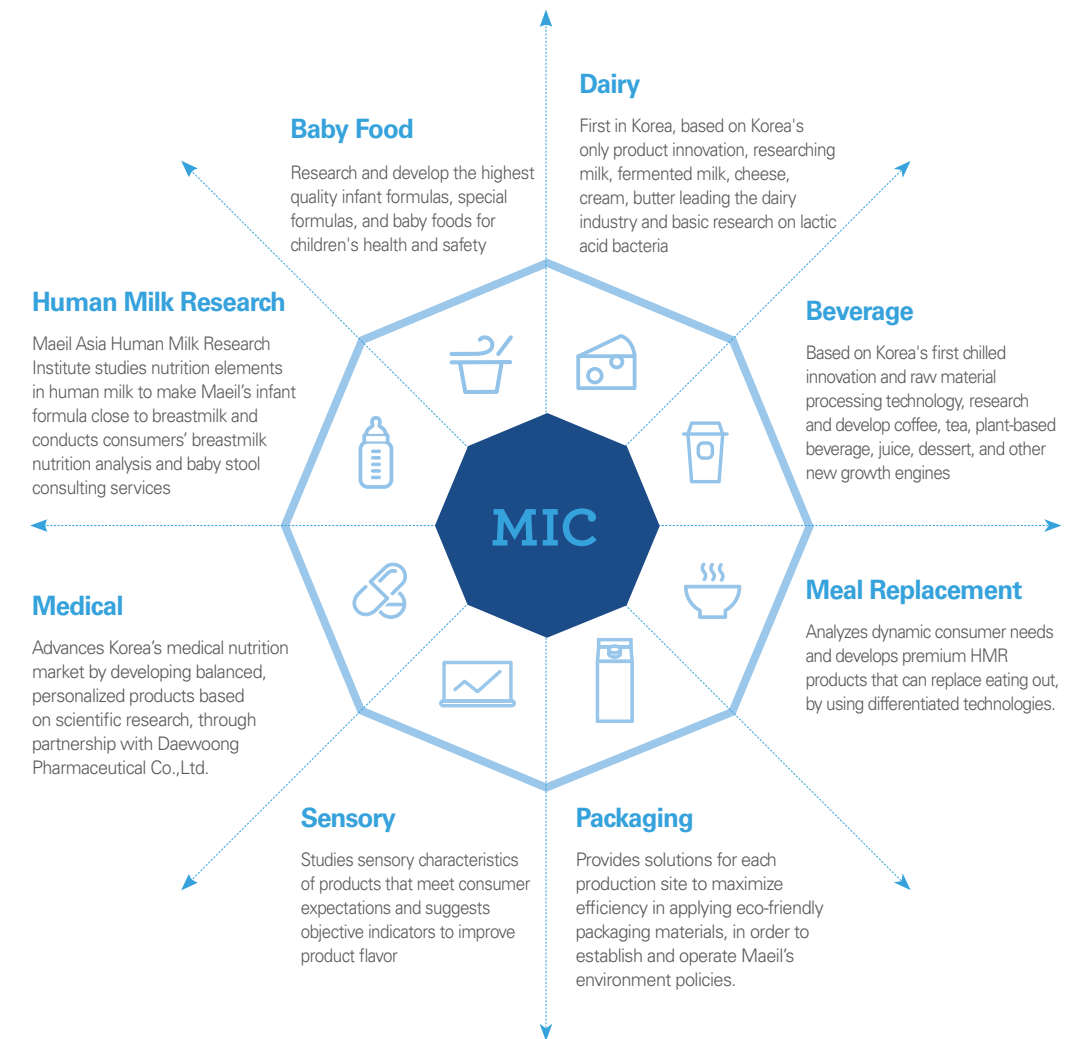 Dairy
First in Korea, based on Korea's
only product innovation, researching
milk, fermented milk, cheese,
cream, butter leading the dairy
industry and basic research on lactic
acid bacteria
Baby Food
Research and develop the highest
quality infant formulas, special
formulas, and baby foods for
children's health and safety
Human Milk Research
Maeil Asia Human Milk Research
Institute studies nutrition elements
in human milk to make Maeil’s infant
formula close to breastmilk and
conducts consumers’ breastmilk
nutrition analysis and baby stool
consulting services
Beverage
Based on Korea's first chilled
innovation and raw material
processing technology, research
and develop coffee, tea, plant-based
beverage, juice, dessert, and other
new growth engines
MIC
Medical
Advances Korea’s medical nutrition
market by developing balanced,
personalized products based
on scientific research, through
partnership with Daewoong
Pharmaceutical Co.,Ltd.
Meal Replacement
Analyzes dynamic consumer needs
and develops premium HMR
products that can replace eating out,
by using differentiated technologies.
Sensory
Studies sensory characteristics
of products that meet consumer
expectations and suggests
objective indicators to improve
product flavor
Packaging
Provides solutions for each
production site to maximize
efficiency in applying eco-friendly
packaging materials, in order to
establish and operate Maeil’s
environment policies.